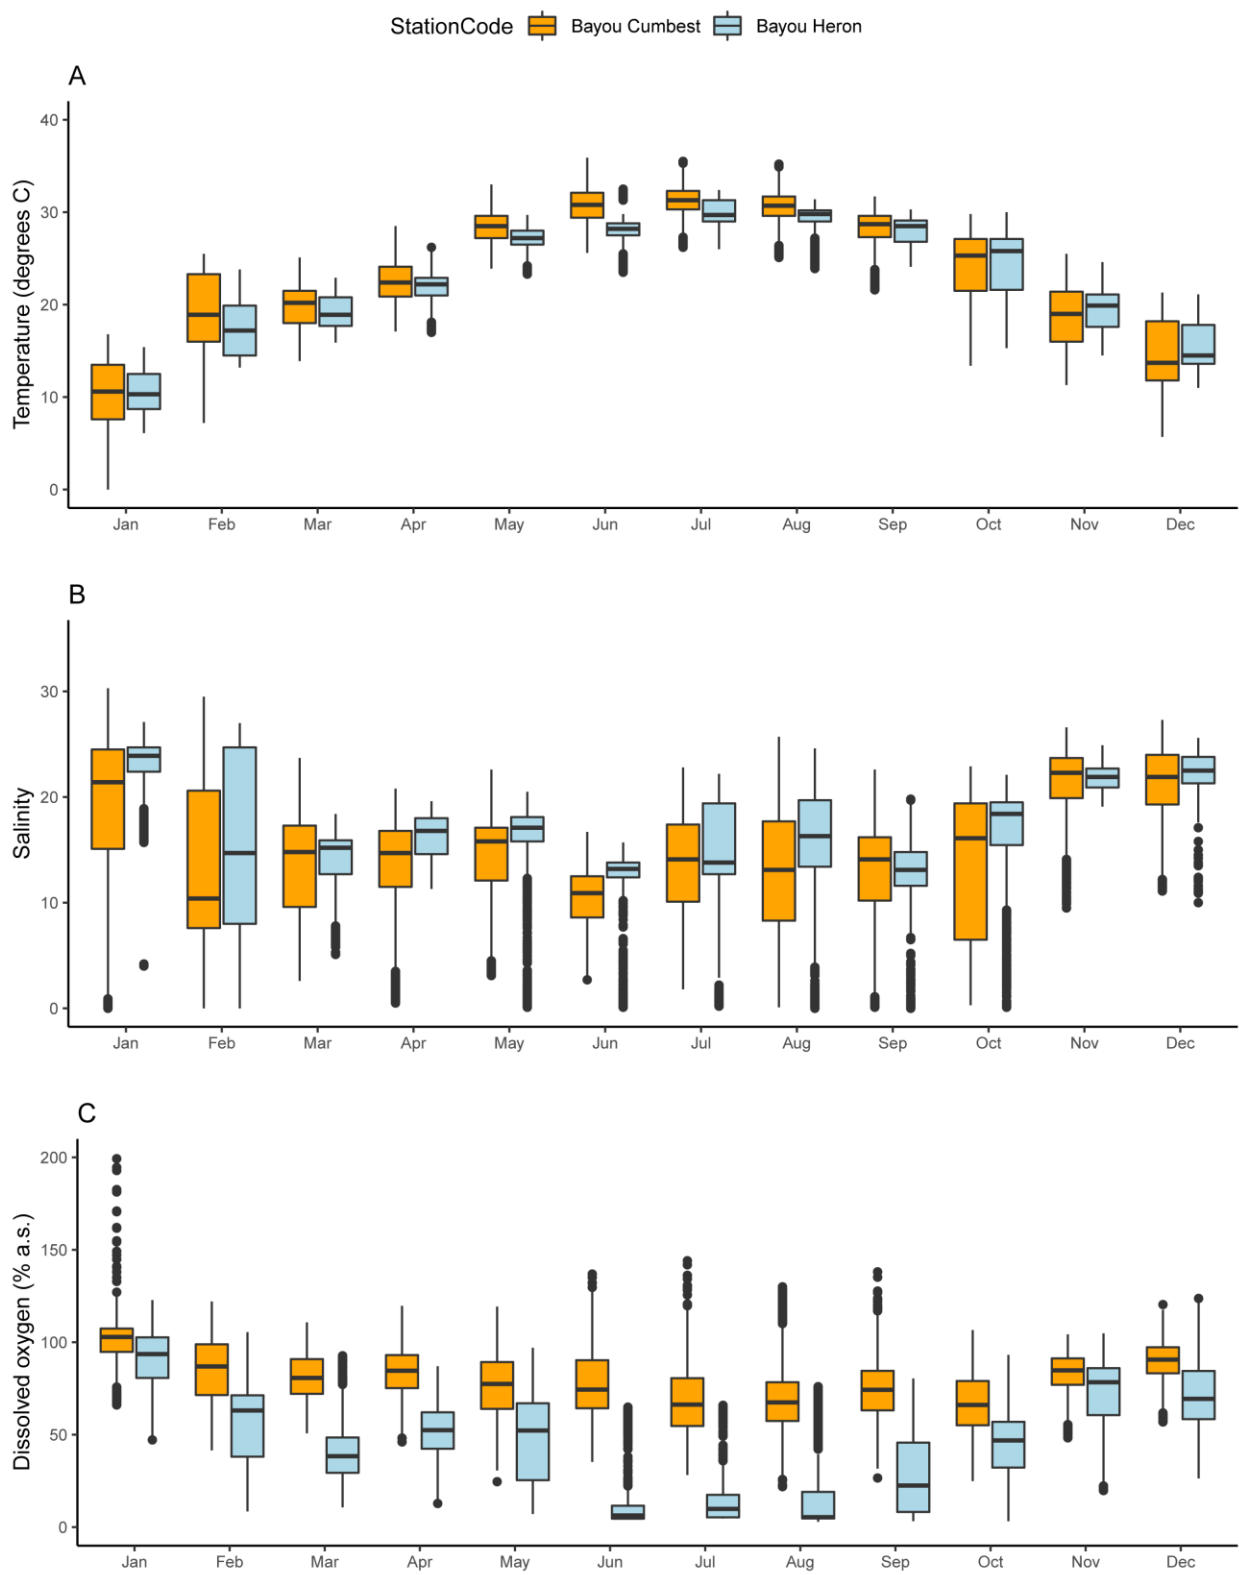 StationCode Bayou Cumbest Bayou Heron
A
Temperature (degrees C)
40
30
20
10
0
Jan Feb Mar Apr May Jun Jul Aug Sep Oct Nov Dec
B
Salinity
30
20
10
0
Jan Feb Mar Apr May Jun Jul Aug Sep Oct Nov Dec
C
Dissolved oxygen (% a.s.)
200
150
100
50
0
Jan Feb Mar Apr May Jun Jul Aug Sep Oct Nov Dec